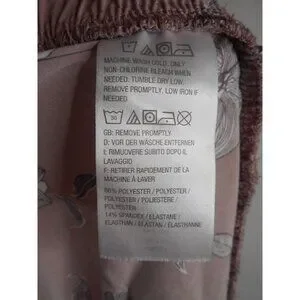 MACHINE WASH COLD. ONLY
NON-CHLORINE BLEACH WHEN
NEEDED. TUMBLE DRY LOW.
REMOVE PROMPTLY. LOW IRON IF
NEEDED.
30
GB: REMOVE PROMPTLY
D: VOR DER WÄSCHE ENTFERNEN
I: RIMUOVERE SUBITO DOPO IL
LAVAGGIO
F: RETIRER RAPIDEMENT DE LA
MACHINE À LAVER
86% POLYESTER / POLYESTER /
POLYESTER / POLIESTERE /
POLYESTER
14% SPANDEX / ELASTANE /
ELASTHAN / ELASTAN / ELASTHANNE